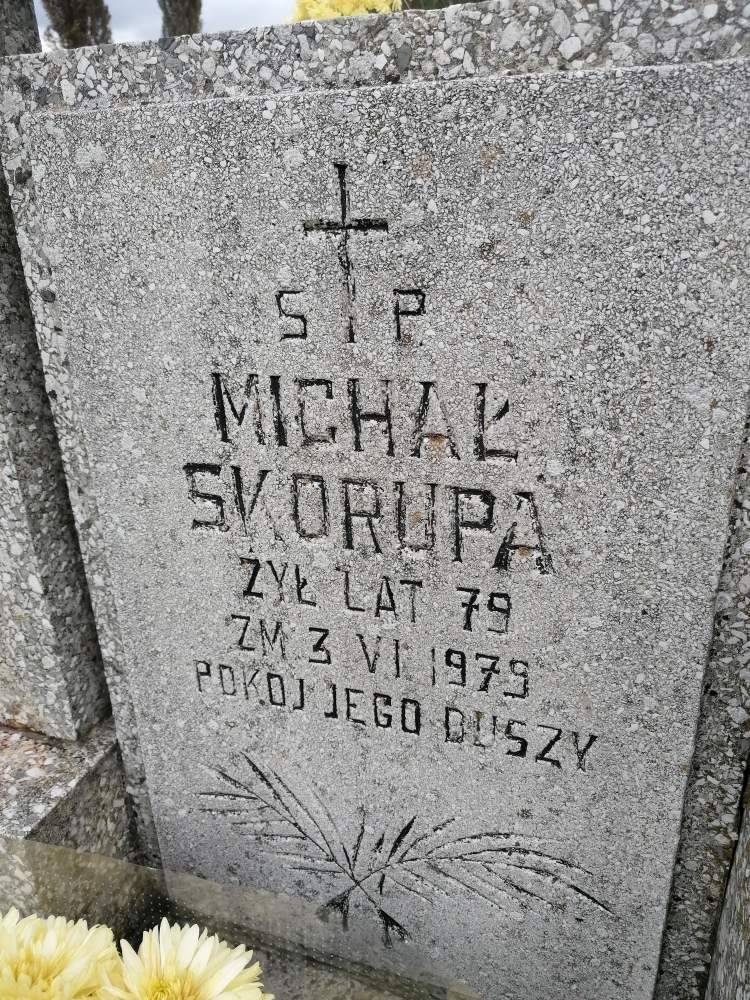 S P
MICHAŁ
SKORUPA
ŻYŁ LAT 79
ZM 3 VI 1979
POKOJ JEGO DUSZY